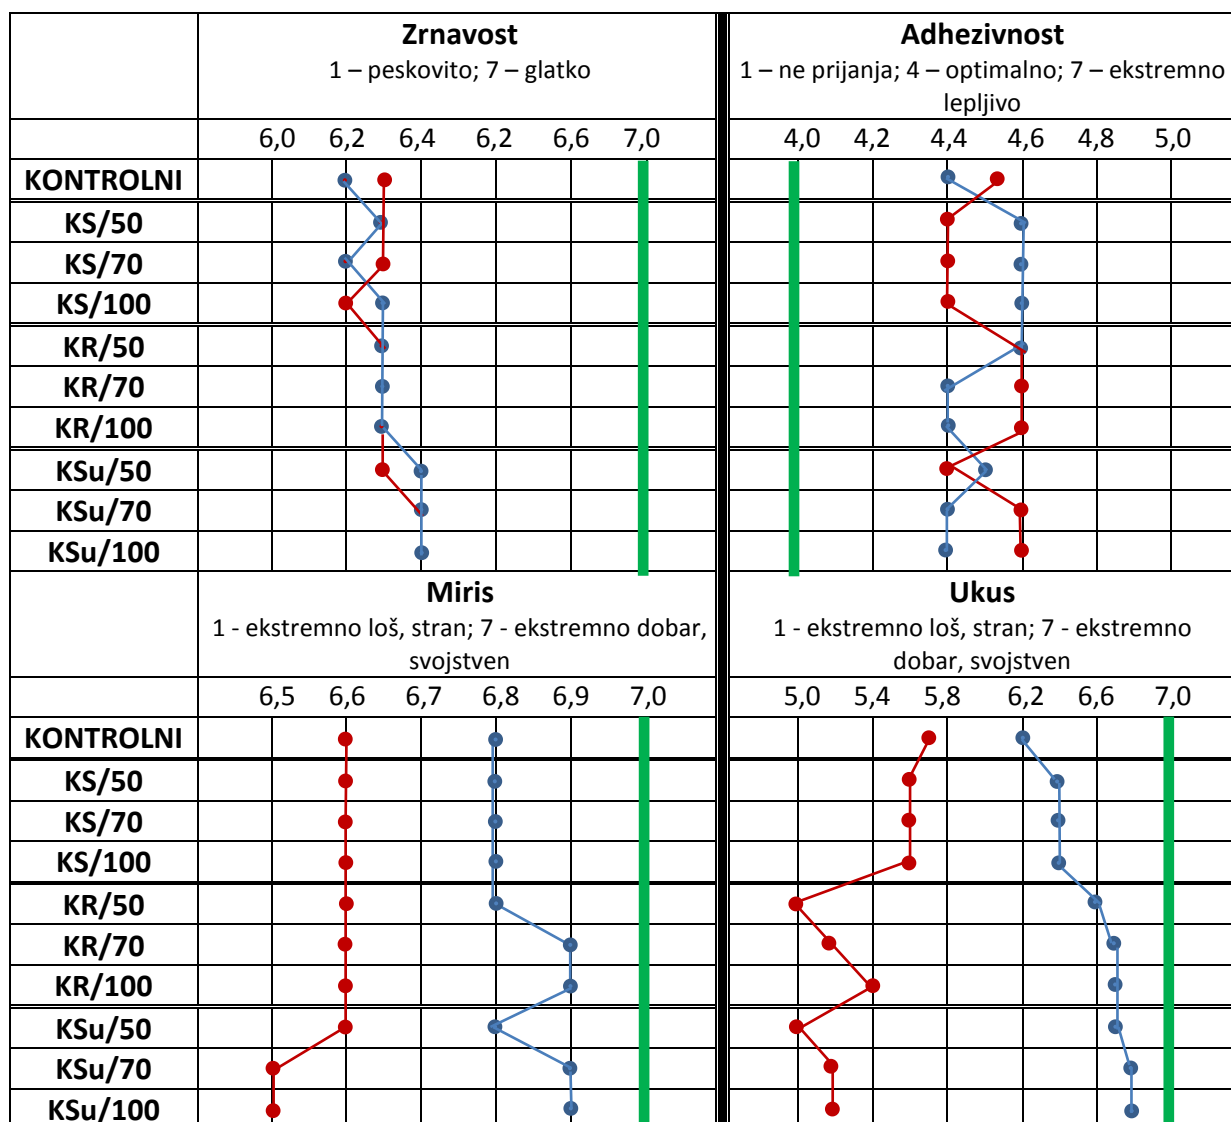 Zrnavost
1 – peskovito; 7 – glatko
Adhezivnost
1 – ne prijanja; 4 – optimalno; 7 – ekstremno
lepljivo
6,0 6,2 6,4 6,2 6,6 7,0
4,0 4,2 4,4 4,6 4,8 5,0
KONTROLNI
KS/50
KS/70
KS/100
KR/50
KR/70
KR/100
KSu/50
KSu/70
KSu/100
Miris
1 - ekstremno loš, stran; 7 - ekstremno dobar,
svojstven
Ukus
1 - ekstremno loš, stran; 7 - ekstremno
dobar, svojstven
6,5 6,6 6,7 6,8 6,9 7,0
5,0 5,4 5,8 6,2 6,6 7,0
KONTROLNI
KS/50
KS/70
KS/100
KR/50
KR/70
KR/100
KSu/50
KSu/70
KSu/100